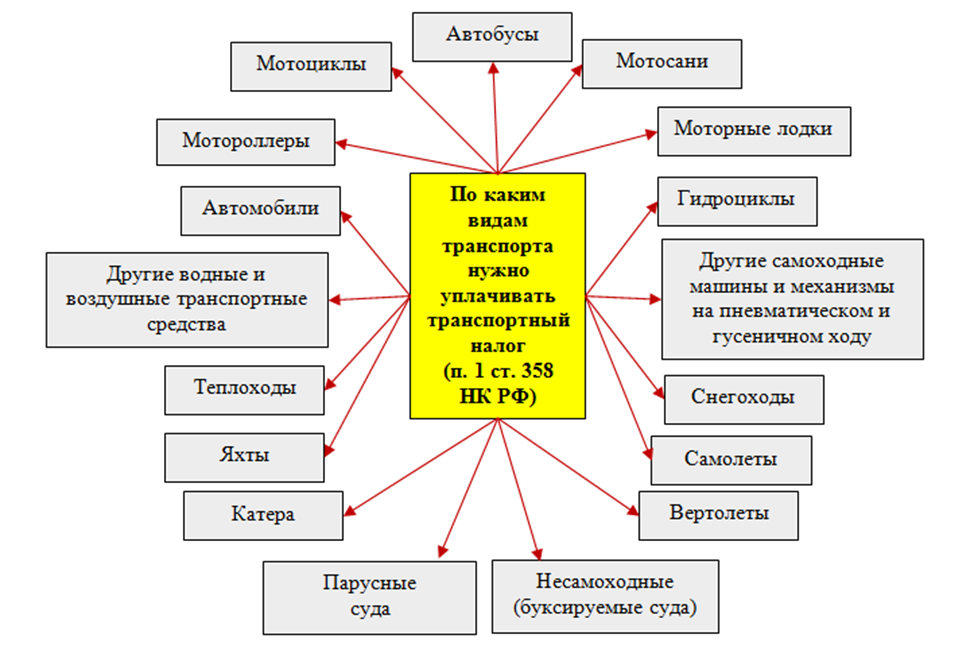 Автобусы
Мотоциклы
Мотосани
Мотороллеры
Моторные лодки
Автомобили
Гидроциклы
По каким
видам
транспорта
нужно
уплачивать
транспортный
налог
(п. 1 ст. 358
НК РФ)
Другие водные и
воздушные транспортные
средства
Другие самоходные
машины и механизмы
на пневматическом и
гусеничном ходу
Теплоходы
Снегоходы
Яхты
Самолеты
Катера
Вертолеты
Парусные
суда
Несамоходные
(буксируемые суда)